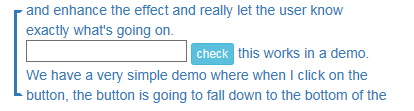 and enhance the effect and really let the user know
exactly what's going on.
check this works in a demo.
We have a very simple demo where when I click on the
button, the button is going to fall down to the bottom of the